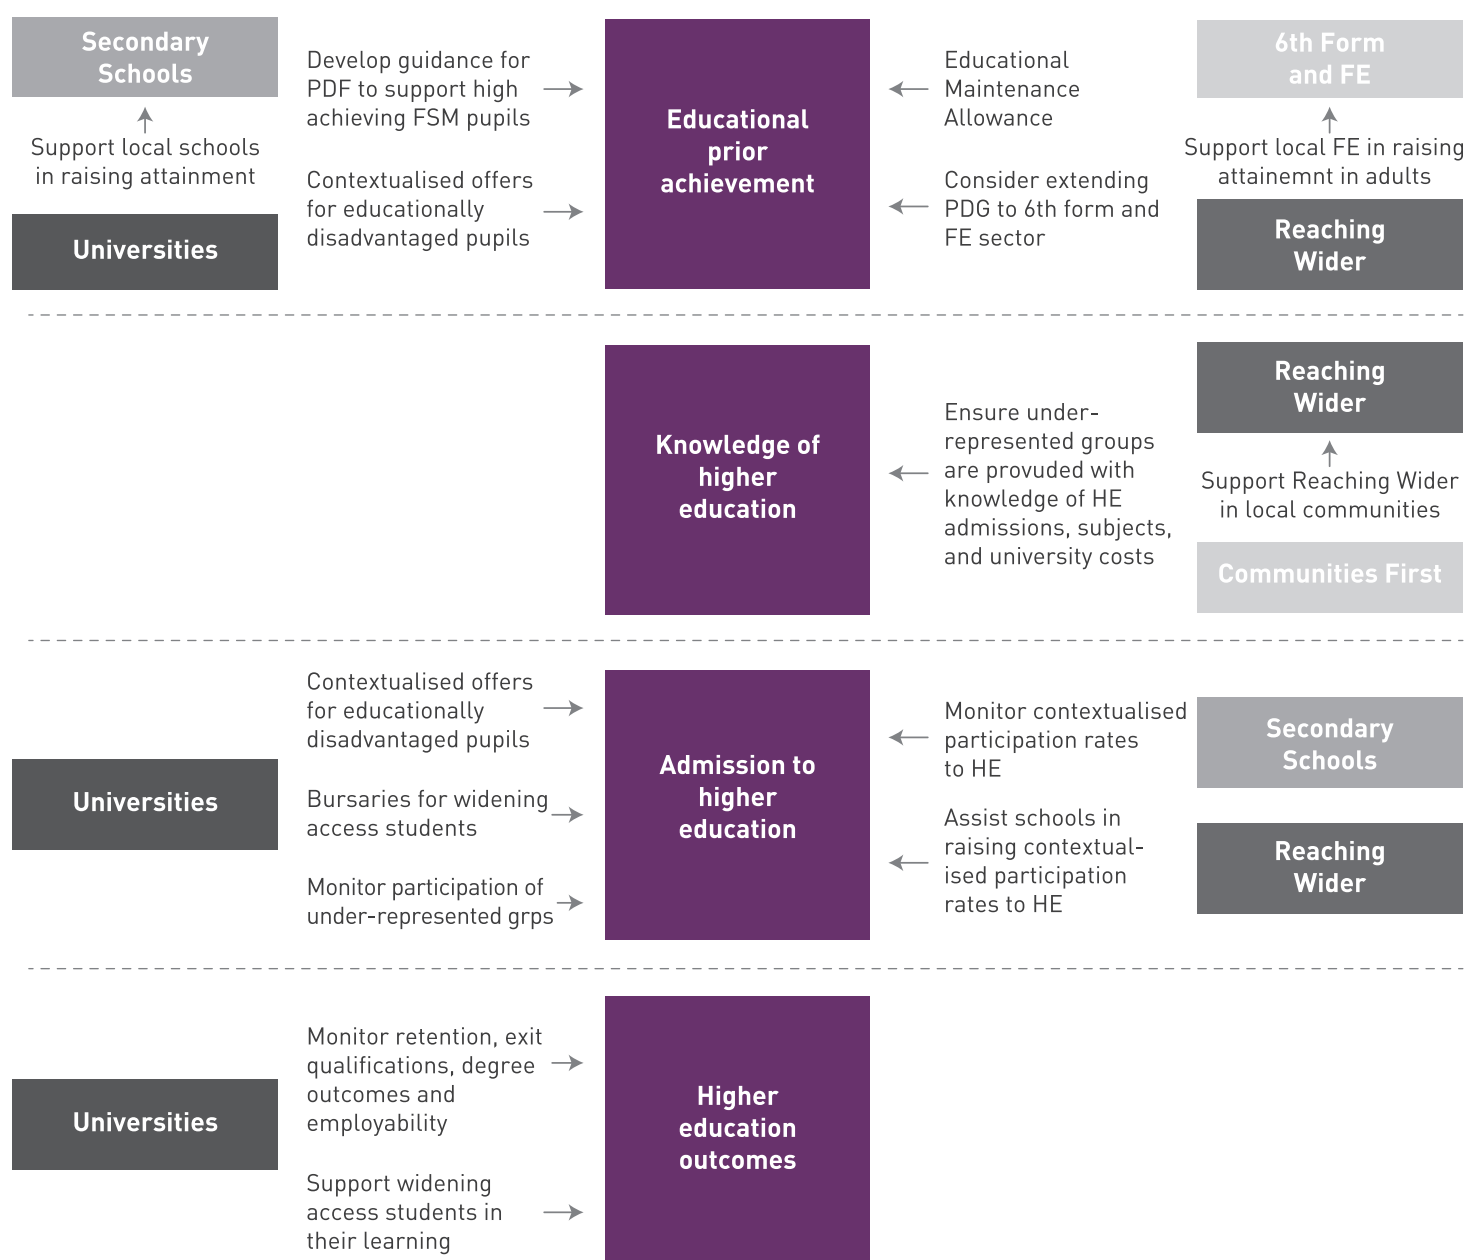 Secondary
Schools
Support local schools
in raising attainment
Universities
Develop guidance for
PDF to support high
achieving FSM pupils
Contextualised offers
for educationally
disadvantaged pupils
Educational
prior
achievement
Educational
Maintenance
Allowance
Consider extending
PDG to 6th form and
FE sector
6th Form
and FE
Support local FE in raising
attainemnt in adults
Reaching
Wider
Knowledge of
higher
education
Ensure under-
represented groups
are provuded with
knowledge of HE
admissions, subjects,
and university costs
Reaching
Wider
Support Reaching Wider
in local communities
Communities First
Universities
Contextualised offers
for educationally
disadvantaged pupils
Bursaries for widening
access students
Monitor participation of
under-represented grps
Admission to
higher
education
Monitor contextualised
participation rates
to HE
Assist schools in
raising contextual-
ised participation
rates to HE
Secondary
Schools
Reaching
Wider
Universities
Monitor retention, exit
qualifications, degree
outcomes and
employability
Support widening
access students in
their learning
Higher
education
outcomes